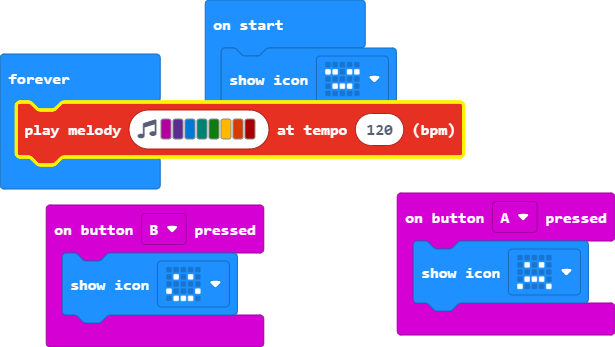 on start
show icon
forever
play melody at tempo 120 (bpm)
on button B pressed
show icon
on button A pressed
show icon